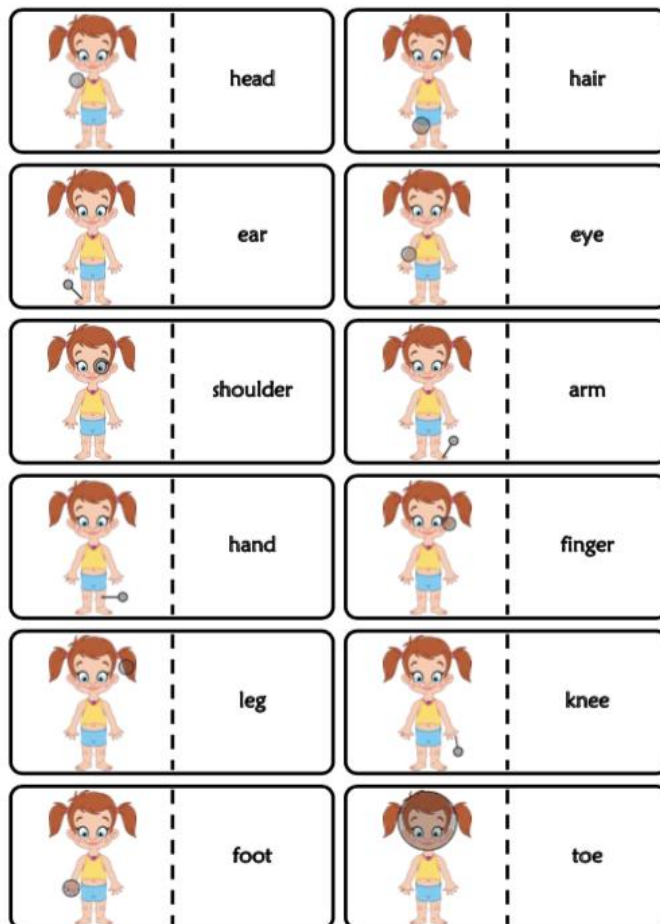 head
hair
ear
eye
shoulder
arm
hand
finger
leg
knee
foot
toe